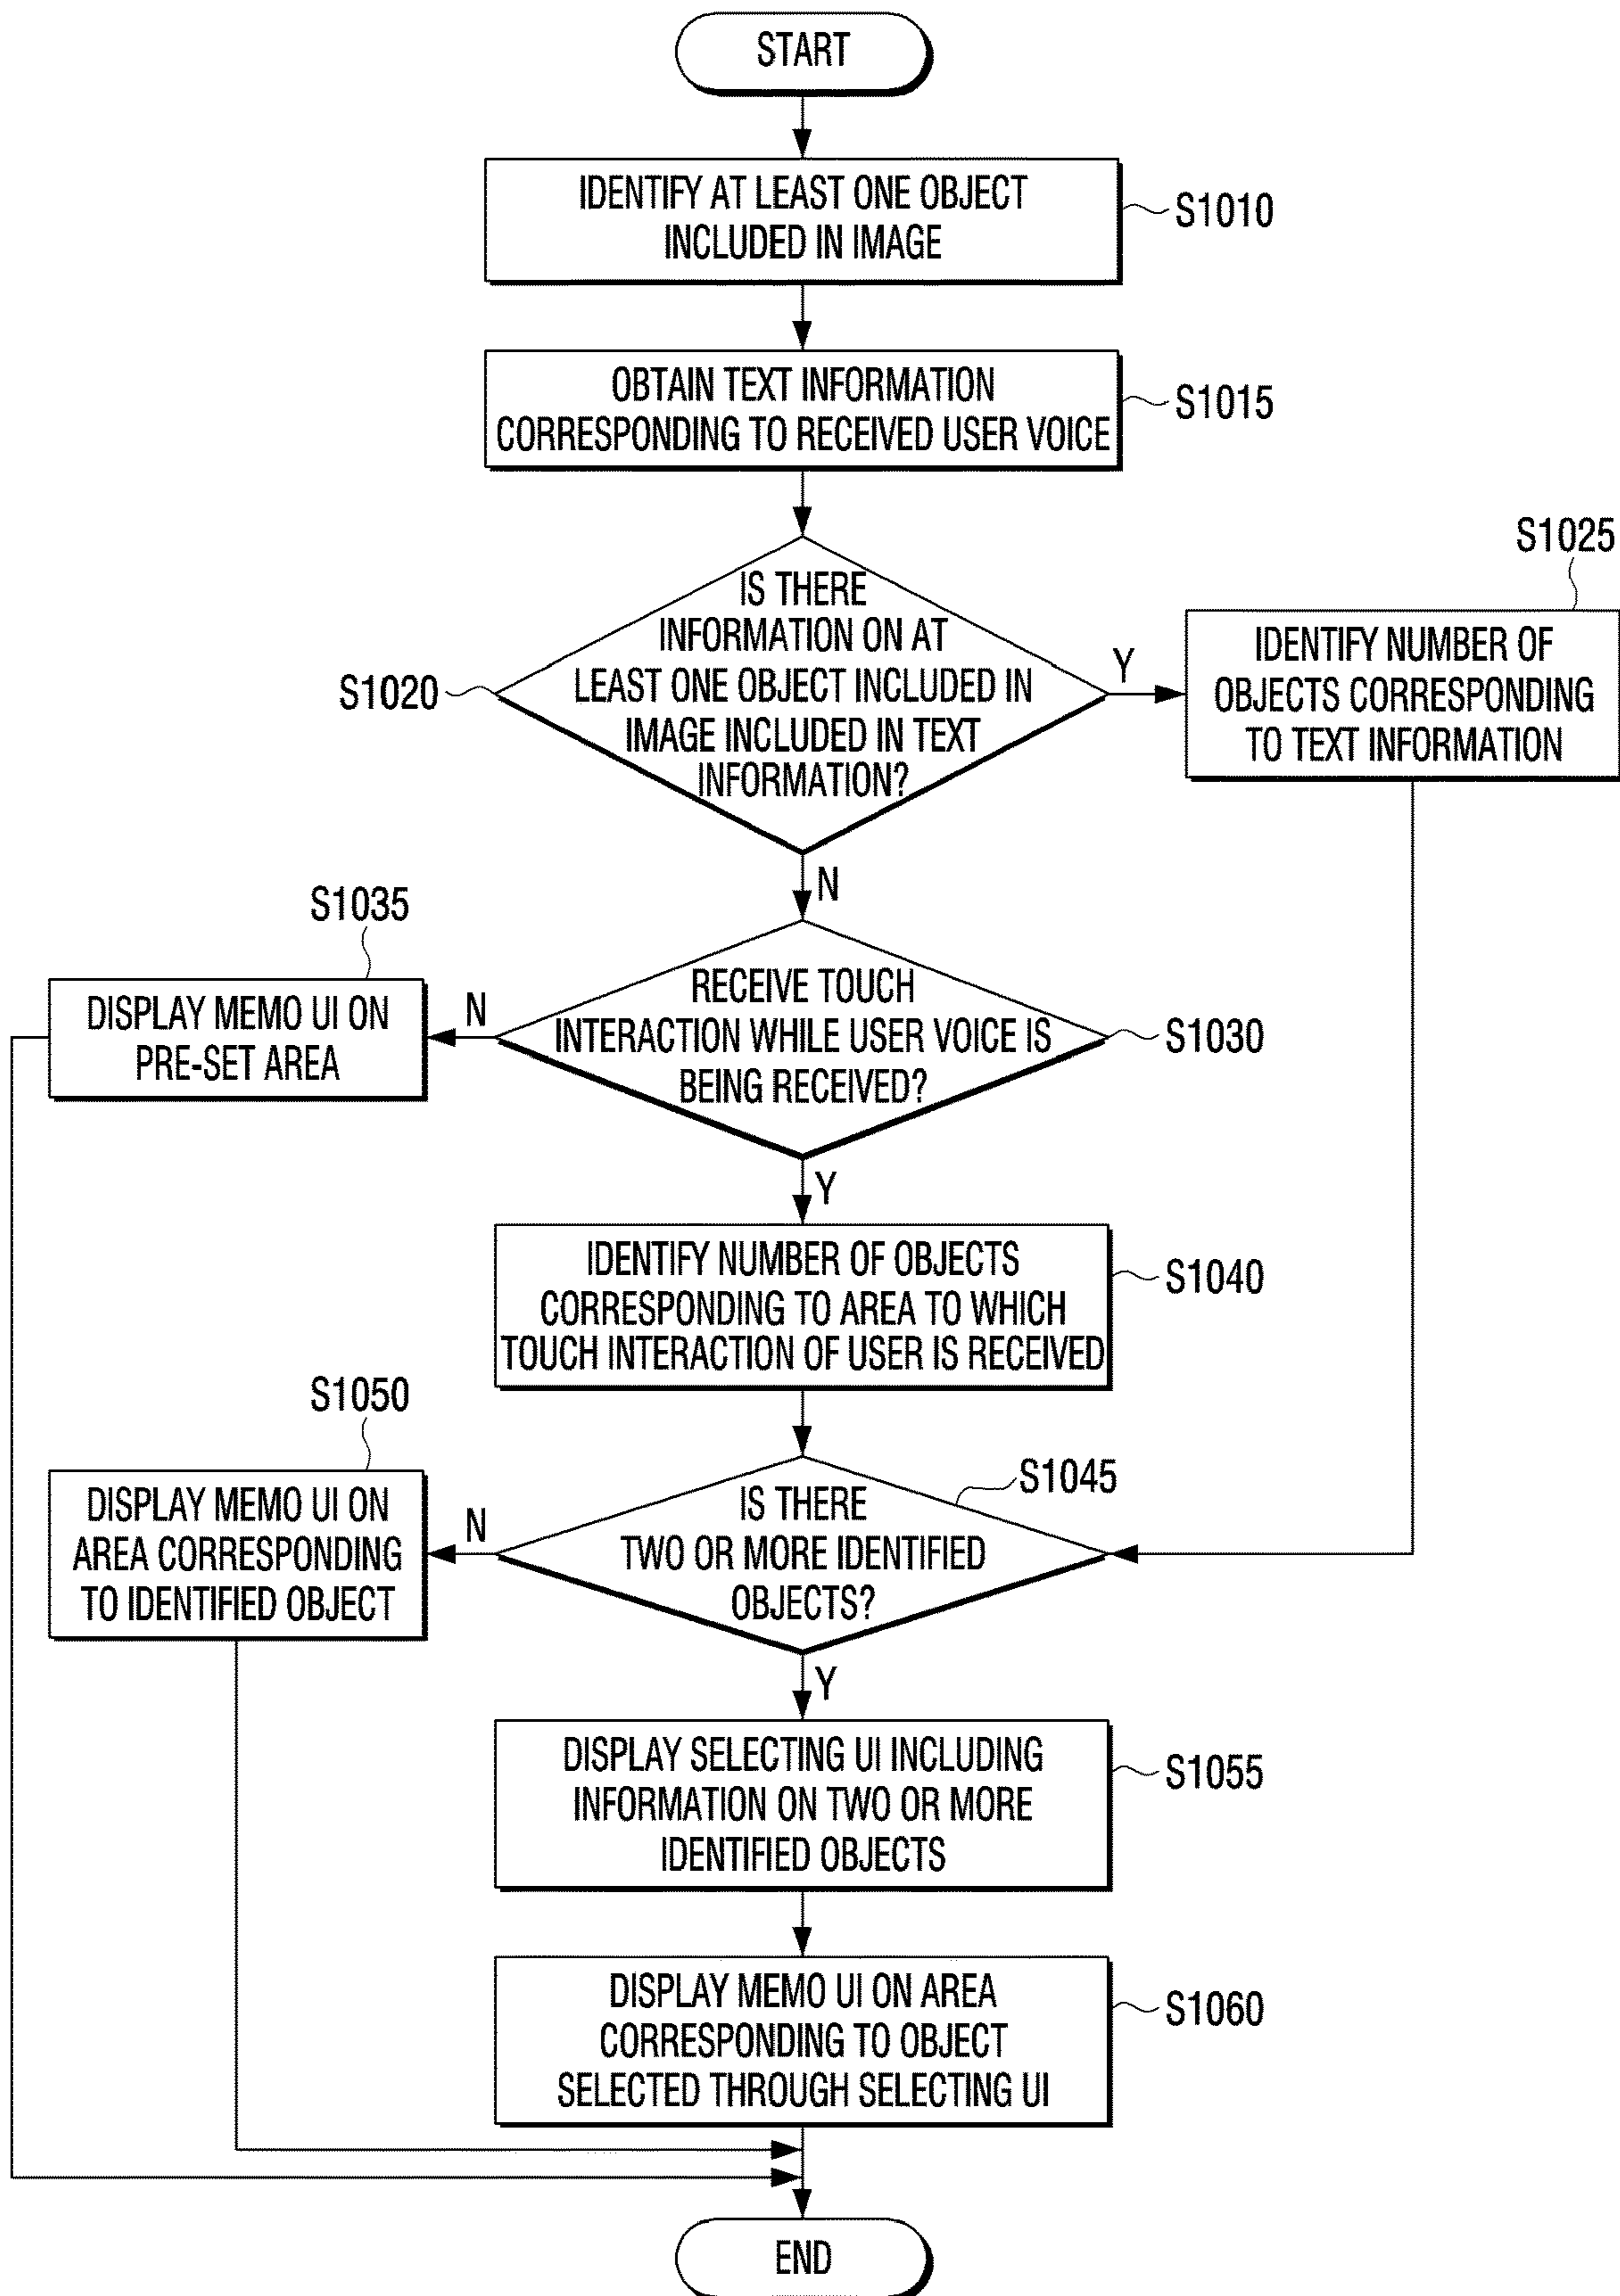 START
IDENTIFY AT LEAST ONE OBJECT
INCLUDED IN IMAGE
S1010
OBTAIN TEXT INFORMATION
CORRESPONDING TO RECEIVED USER VOICE
S1015
IS THERE
INFORMATION ON AT
LEAST ONE OBJECT INCLUDED IN
IMAGE INCLUDED IN TEXT
INFORMATION?
S1020
Y
S1025
IDENTIFY NUMBER OF
OBJECTS CORRESPONDING
TO TEXT INFORMATION
N
RECEIVE TOUCH
INTERACTION WHILE USER VOICE IS
BEING RECEIVED?
S1030
N
S1035
DISPLAY MEMO UI ON
PRE-SET AREA
Y
IDENTIFY NUMBER OF OBJECTS
CORRESPONDING TO AREA TO WHICH
TOUCH INTERACTION OF USER IS RECEIVED
S1040
IS THERE
TWO OR MORE IDENTIFIED
OBJECTS?
S1045
N
S1050
DISPLAY MEMO UI ON
AREA CORRESPONDING
TO IDENTIFIED OBJECT
Y
DISPLAY SELECTING UI INCLUDING
INFORMATION ON TWO OR MORE
IDENTIFIED OBJECTS
S1055
DISPLAY MEMO UI ON AREA
CORRESPONDING TO OBJECT
SELECTED THROUGH SELECTING UI
S1060
END